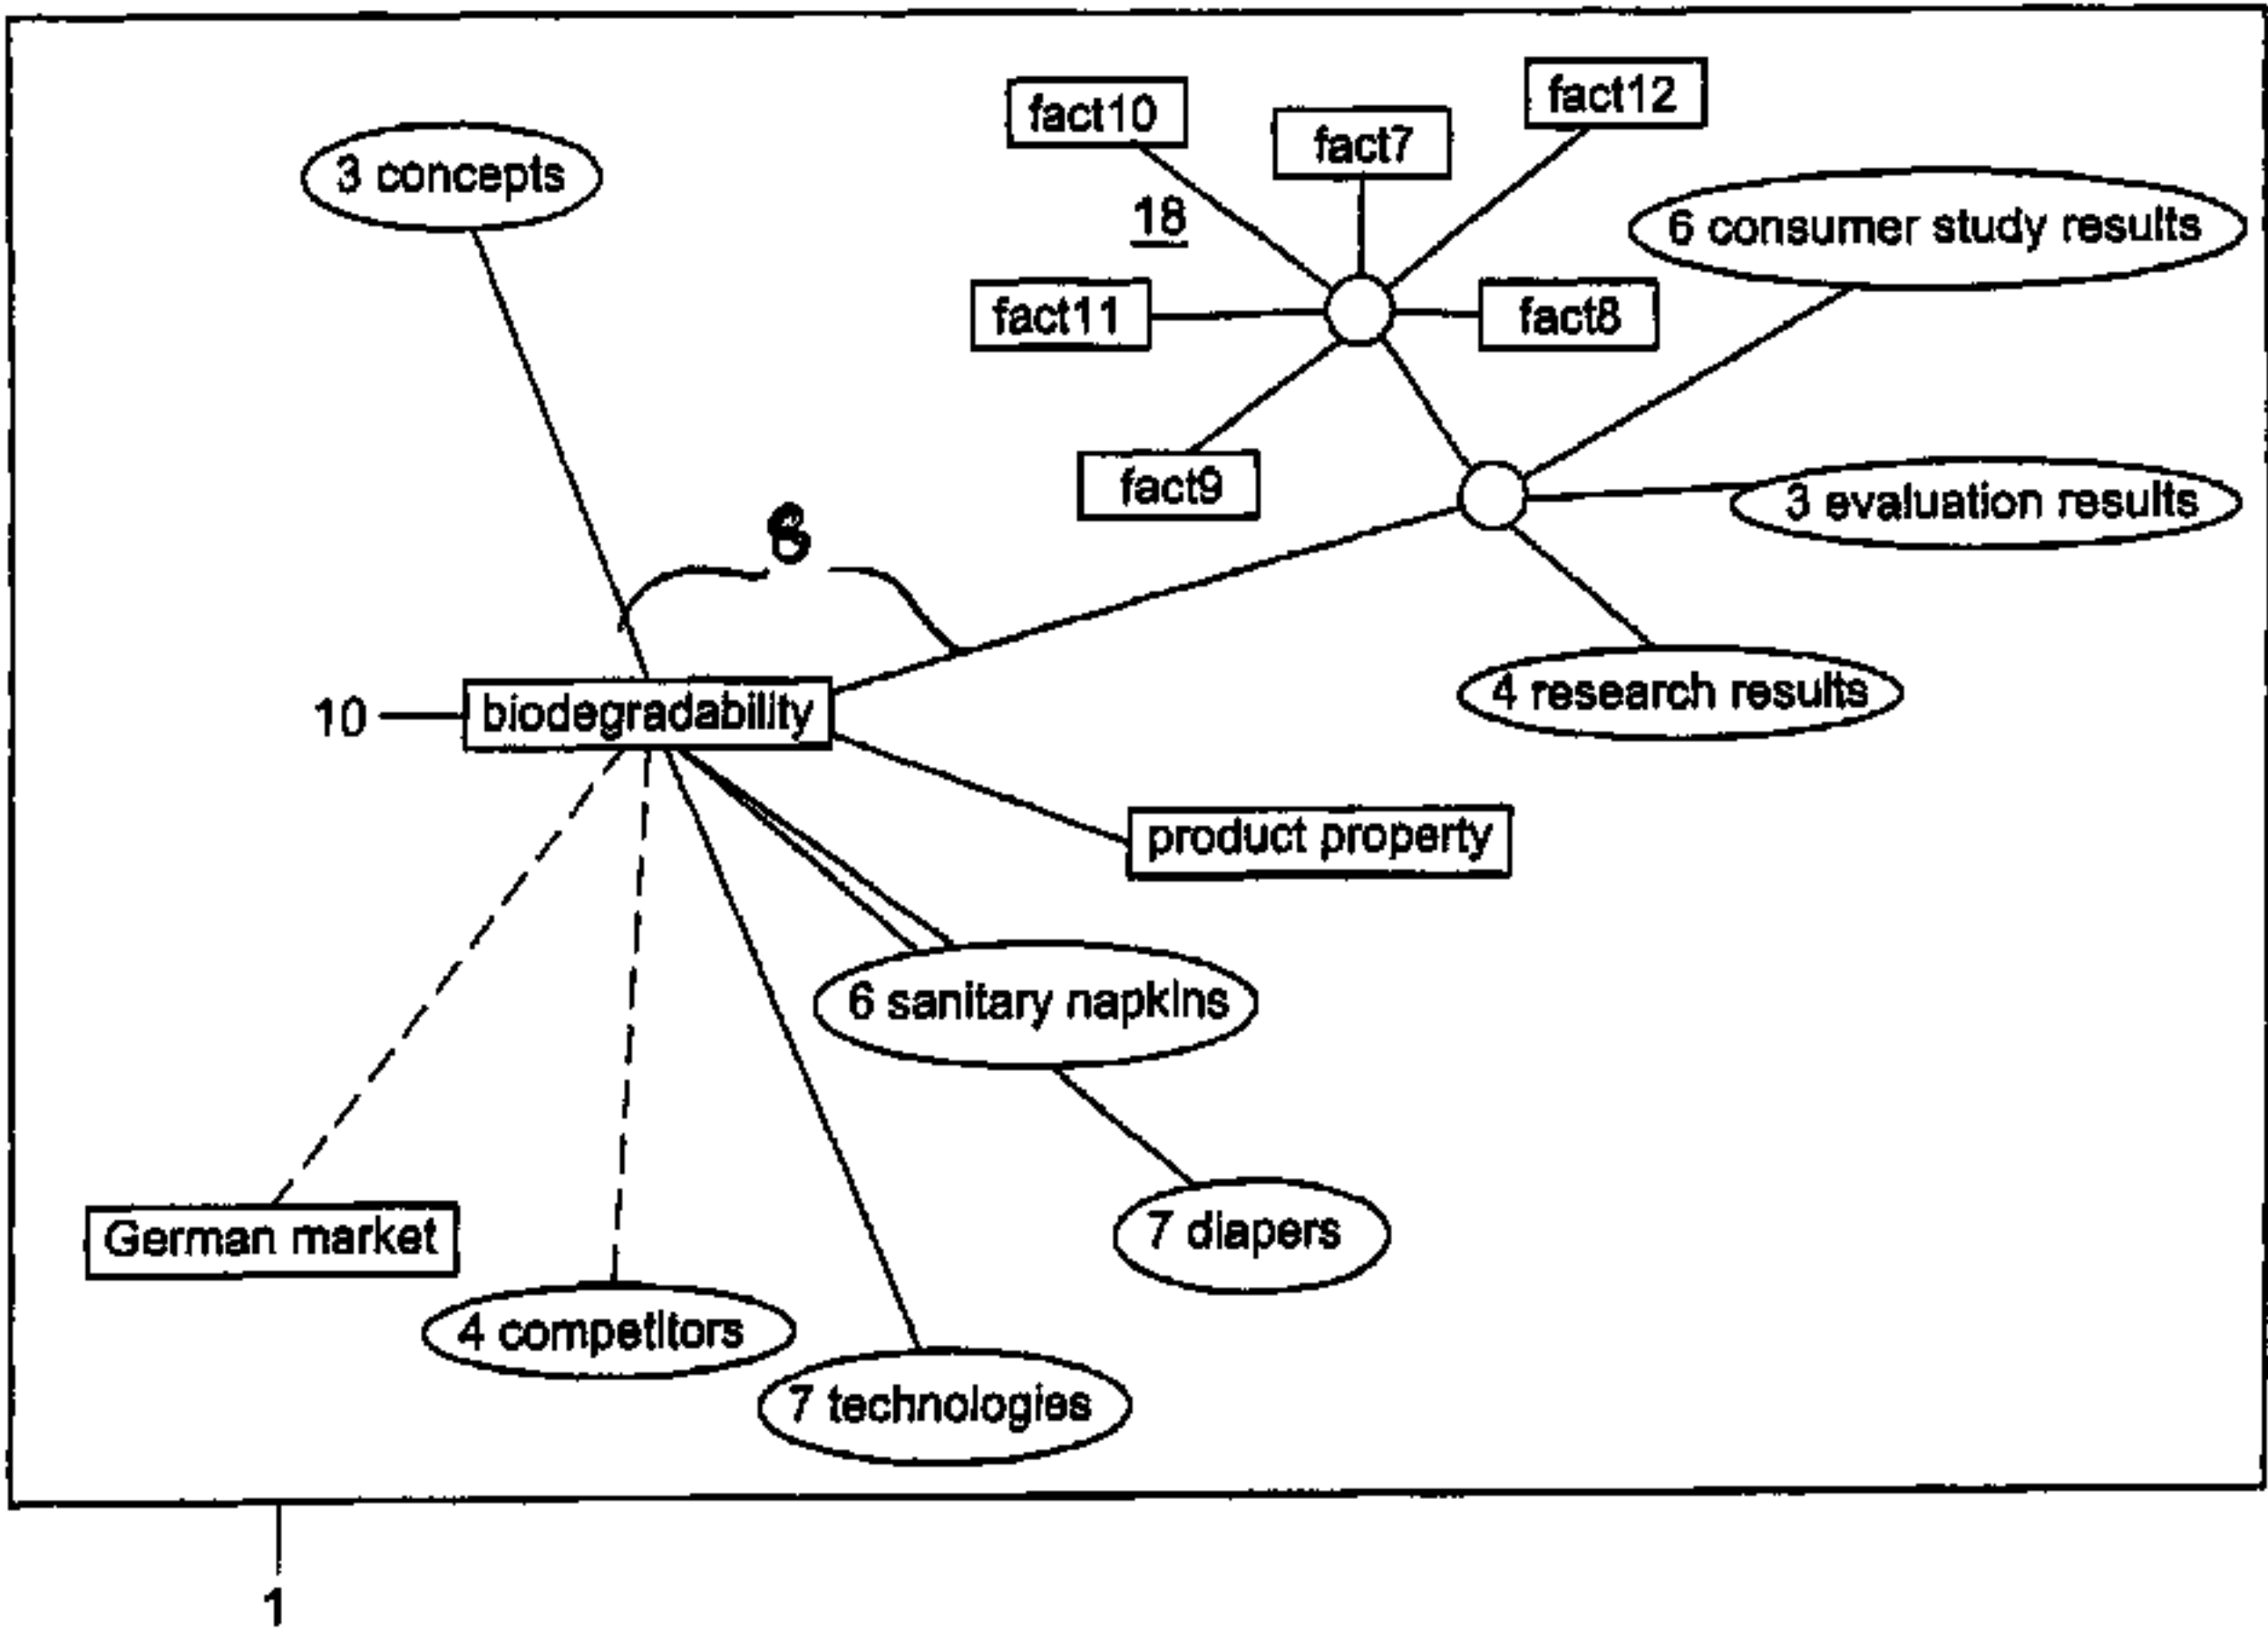 fact10
fact7
fact12
3 concepts
18
6 consumer study results
fact11
fact8
fact9
3 evaluation results
4 research results
10
biodegradability
product property
6 sanitary napkins
7 diapers
German market
4 competitors
7 technologies
1